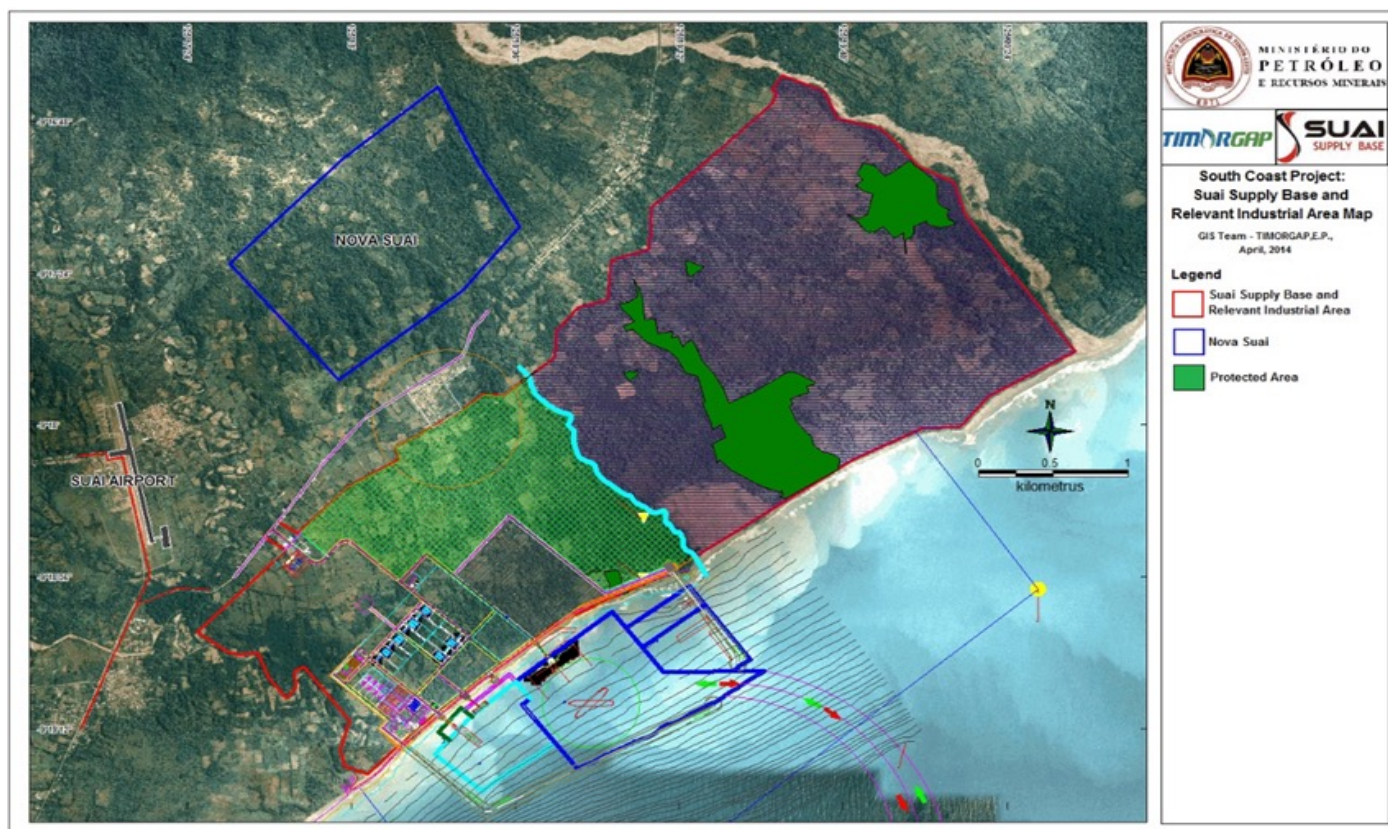 NOVA SUAI
SUAI AIRPORT
MINISTÉRIO DO
PETRÓLEO
E RECURSOS MINERAIS
TIMORGAP
SUAI
SUPPLY BASE
South Coast Project:
Suai Supply Base and
Relevant Industrial Area Map
GIS Team - TIMORGAP,E.P.,
April, 2014
Legend
Suai Supply Base and
Relevant Industrial Area
Nova Suai
Protected Area
N
0 0.5 1
kilometrus